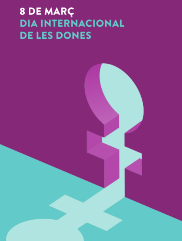 8 DE MARÇ
DIA INTERNACIONAL
DE LES DONES